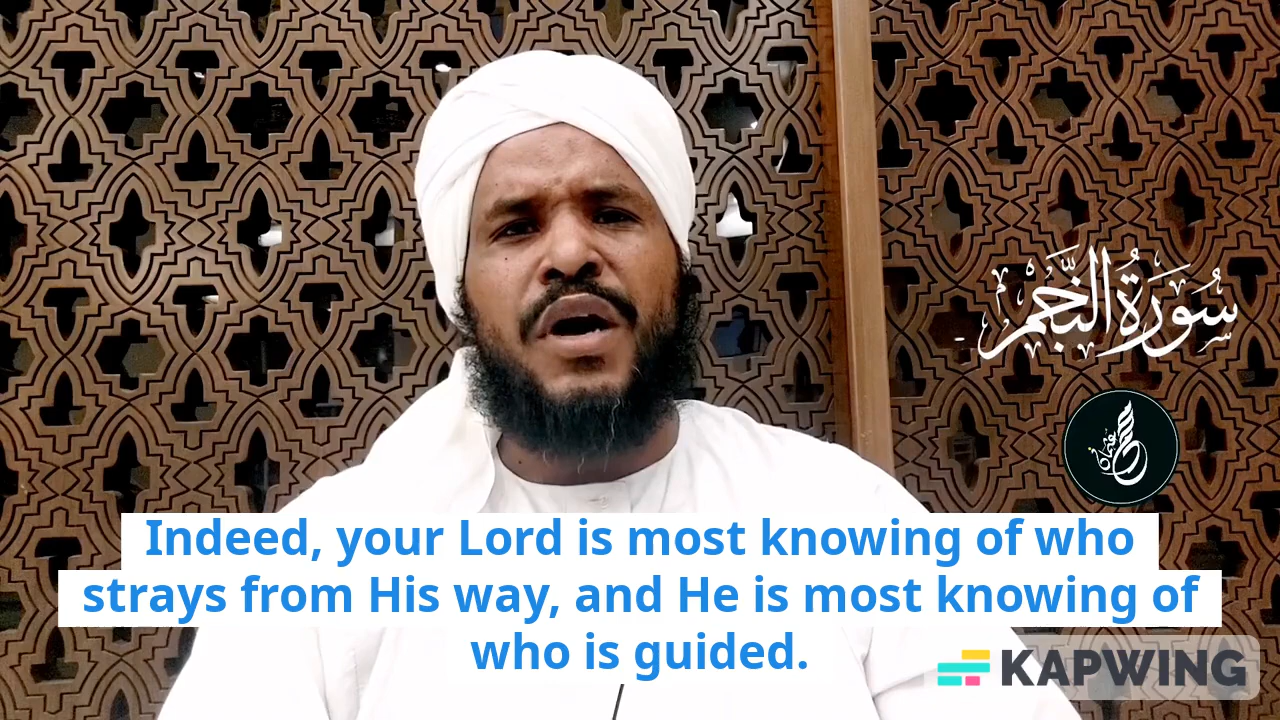 سُورَةُ النَّجْم
عثمان
Indeed, your Lord is most knowing of who
strays from His way, and He is most knowing of
who is guided.
KAPWING